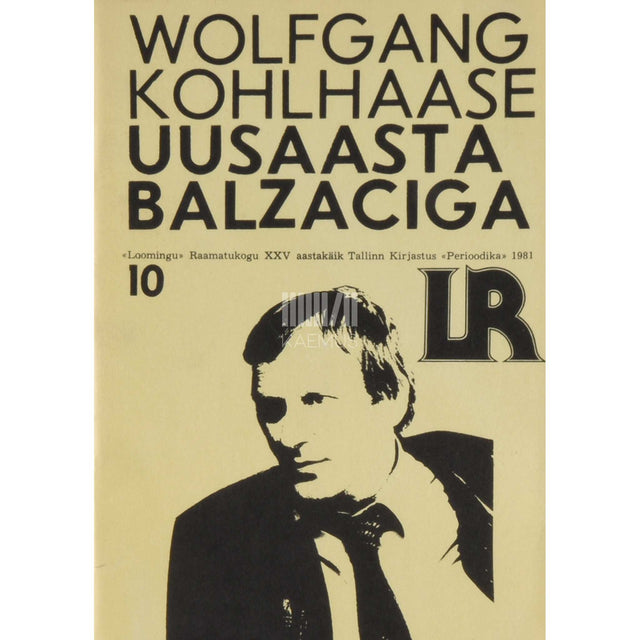 WOLFGANG
KOHLHAASE
UUSAASTA
BALZACIGA
«Loomingu» Raamatukogu XXV aastakäik Tallinn Kirjastus «Perioodika» 1981
10
LR